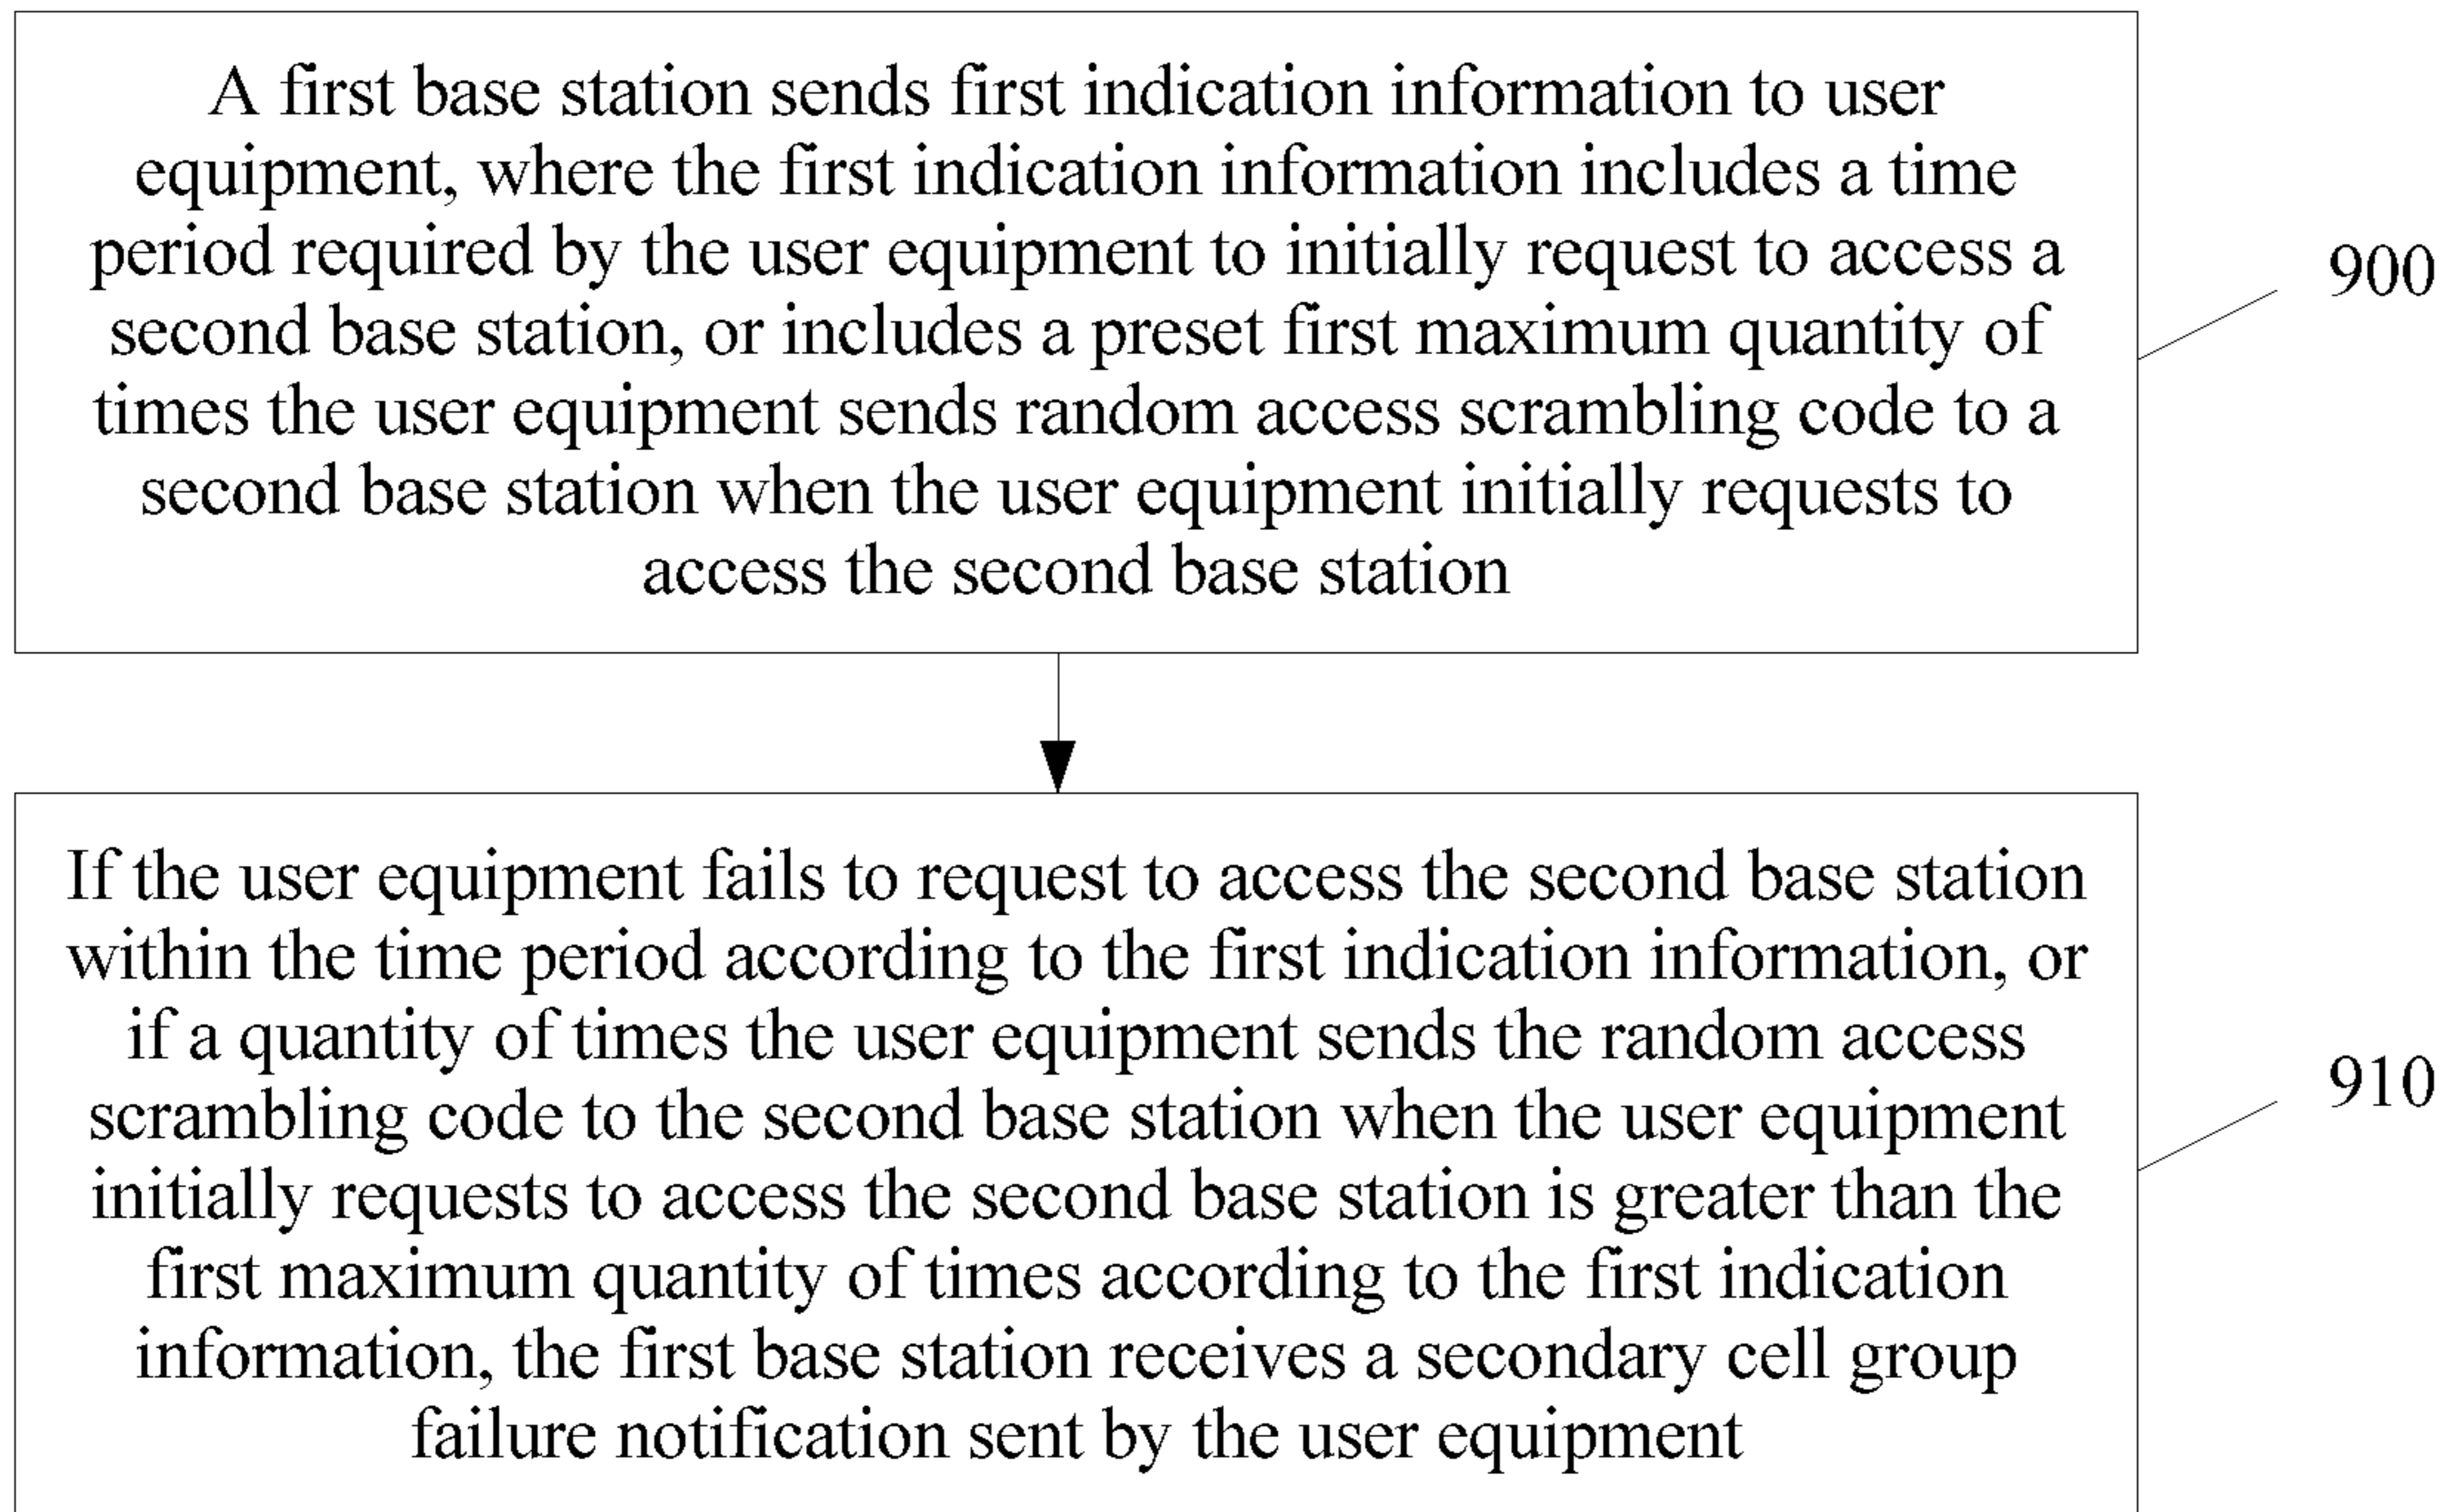 A first base station sends first indication information to user
equipment, where the first indication information includes a time
period required by the user equipment to initially request to access a
second base station, or includes a preset first maximum quantity of
times the user equipment sends random access scrambling code to a
second base station when the user equipment initially requests to
access the second base station
900
If the user equipment fails to request to access the second base station
within the time period according to the first indication information, or
if a quantity of times the user equipment sends the random access
scrambling code to the second base station when the user equipment
initially requests to access the second base station is greater than the
first maximum quantity of times according to the first indication
information, the first base station receives a secondary cell group
failure notification sent by the user equipment
910